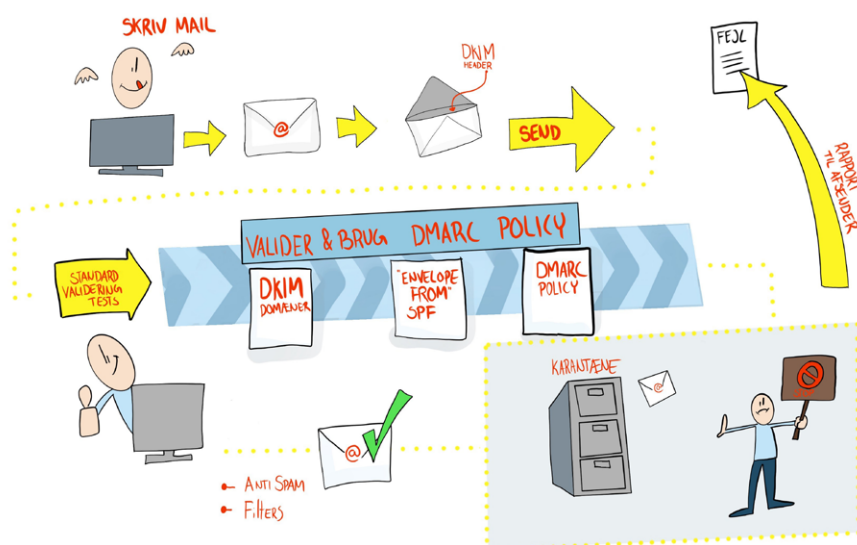 SKRIV MAIL
@
DKIM
HEADER
SEND
FEJL
RAPPORT
TIL AFSENDER
VALIDER & BRUG DMARC POLICY
STANDARD
VALIDERING
TESTS
DKIM
DOMÆNER
"ENVELOPE
FROM"
SPF
DMARC
POLICY
KARANTÆNE
@
@
ANTI SPAM
Filters